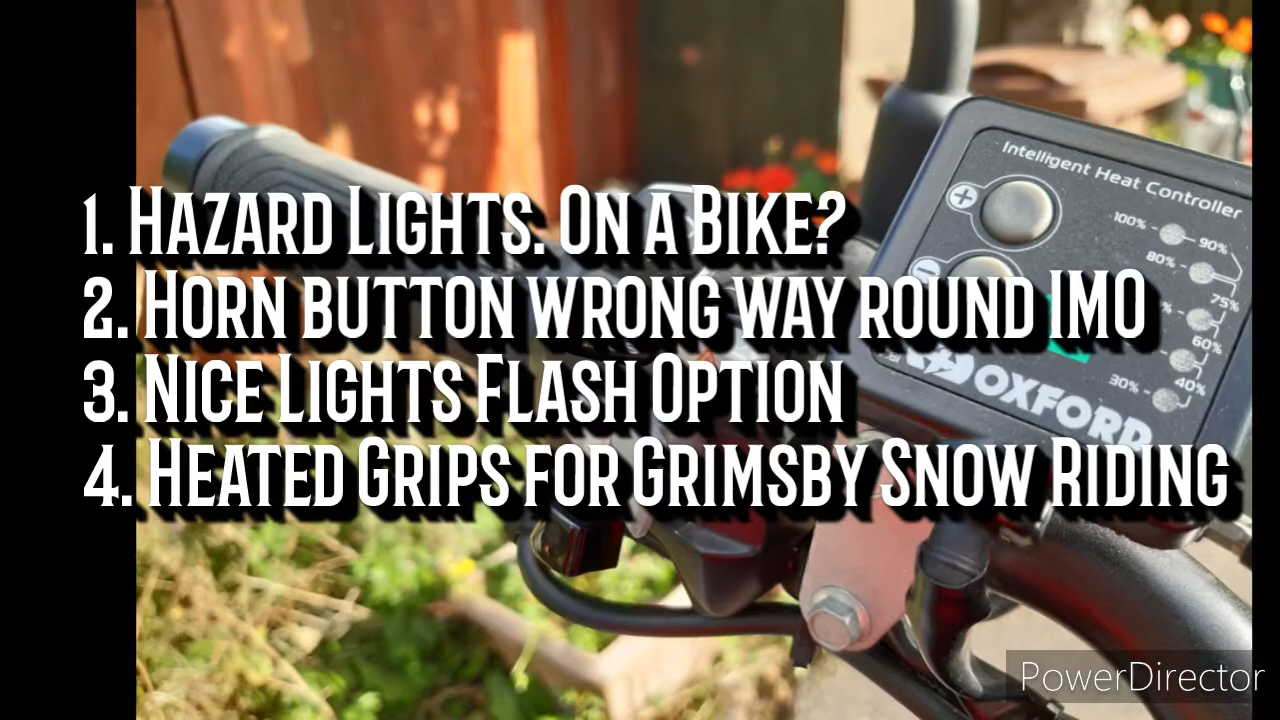 1. Hazard Lights. On a Bike?
2. Horn button wrong way round IMO
3. Nice Lights Flash Option
4. Heated Grips for Grimsby Snow Riding
Intelligent Heat Controller
100%
90%
80%
75%
60%
40%
30%
OXFORD
PowerDirector